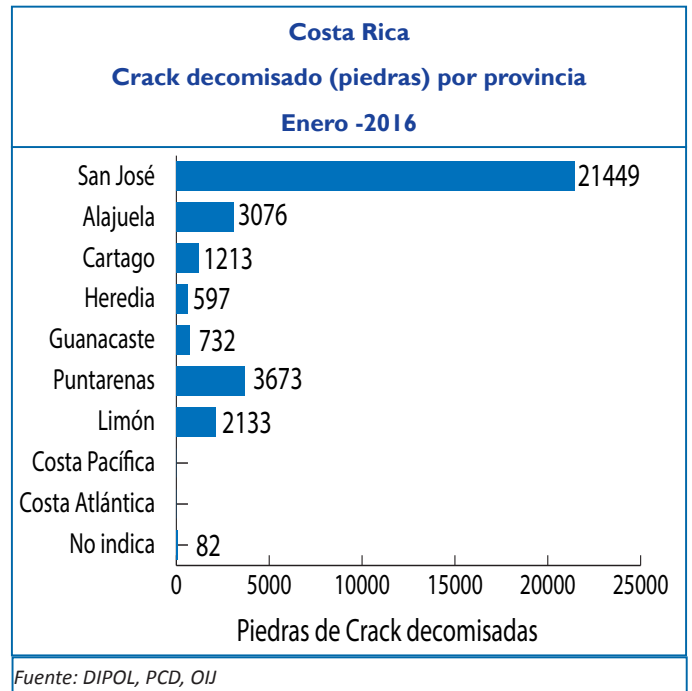 Costa Rica
Crack decomisado (piedras) por provincia
Enero -2016
San José 21449
Alajuela 3076
Cartago 1213
Heredia 597
Guanacaste 732
Puntarenas 3673
Limón 2133
Costa Pacífica –
Costa Atlántica –
No indica 82
0 5000 10000 15000 20000 25000
Piedras de Crack decomisadas
Fuente: DIPOL, PCD, OIJ